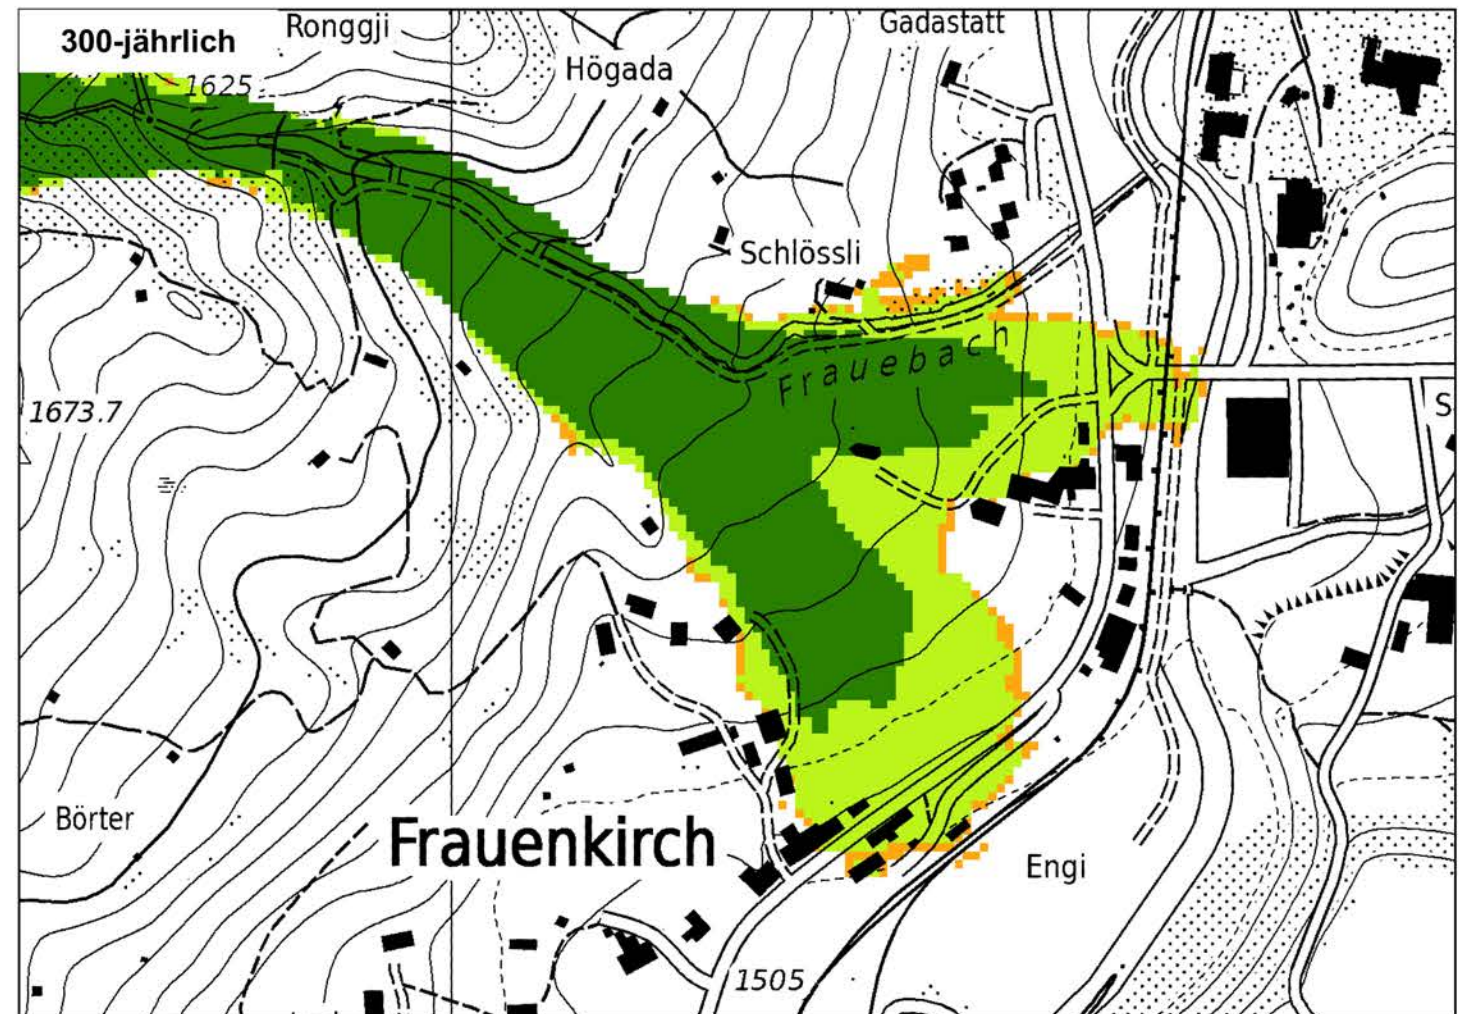 Ronggji
Gadastatt
300-jährlich
Högada
1625
Schlössli
Frauebach
1673.7
S
Börter
Frauenkirch
Engi
1505